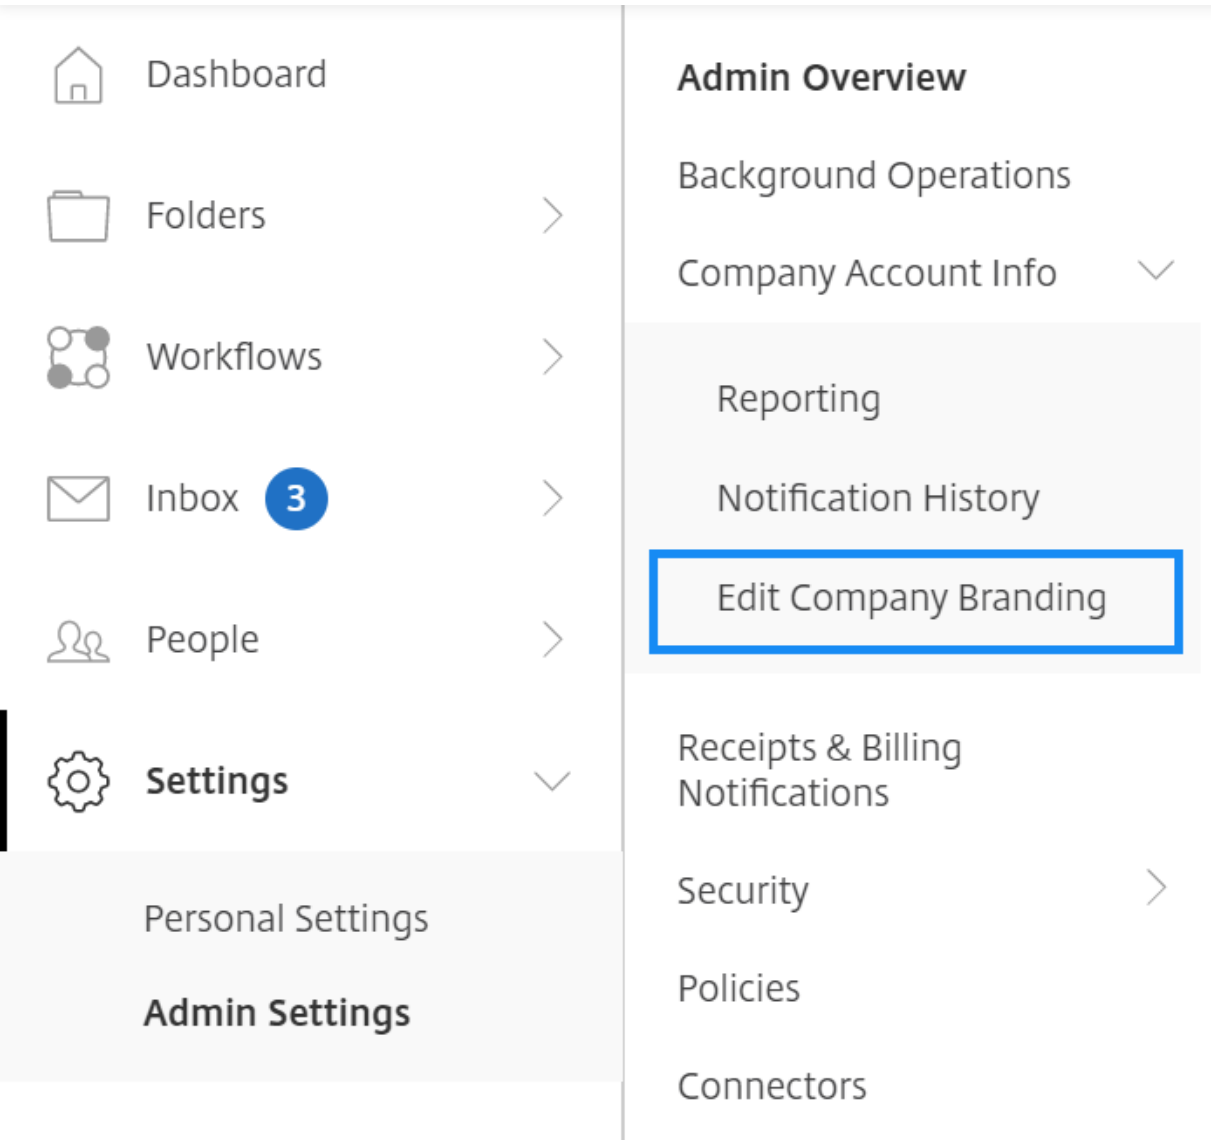 Dashboard
Folders
Workflows
Inbox 3
People
Settings
Personal Settings
Admin Settings
Admin Overview
Background Operations
Company Account Info
Reporting
Notification History
Edit Company Branding
Receipts & Billing
Notifications
Security
Policies
Connectors